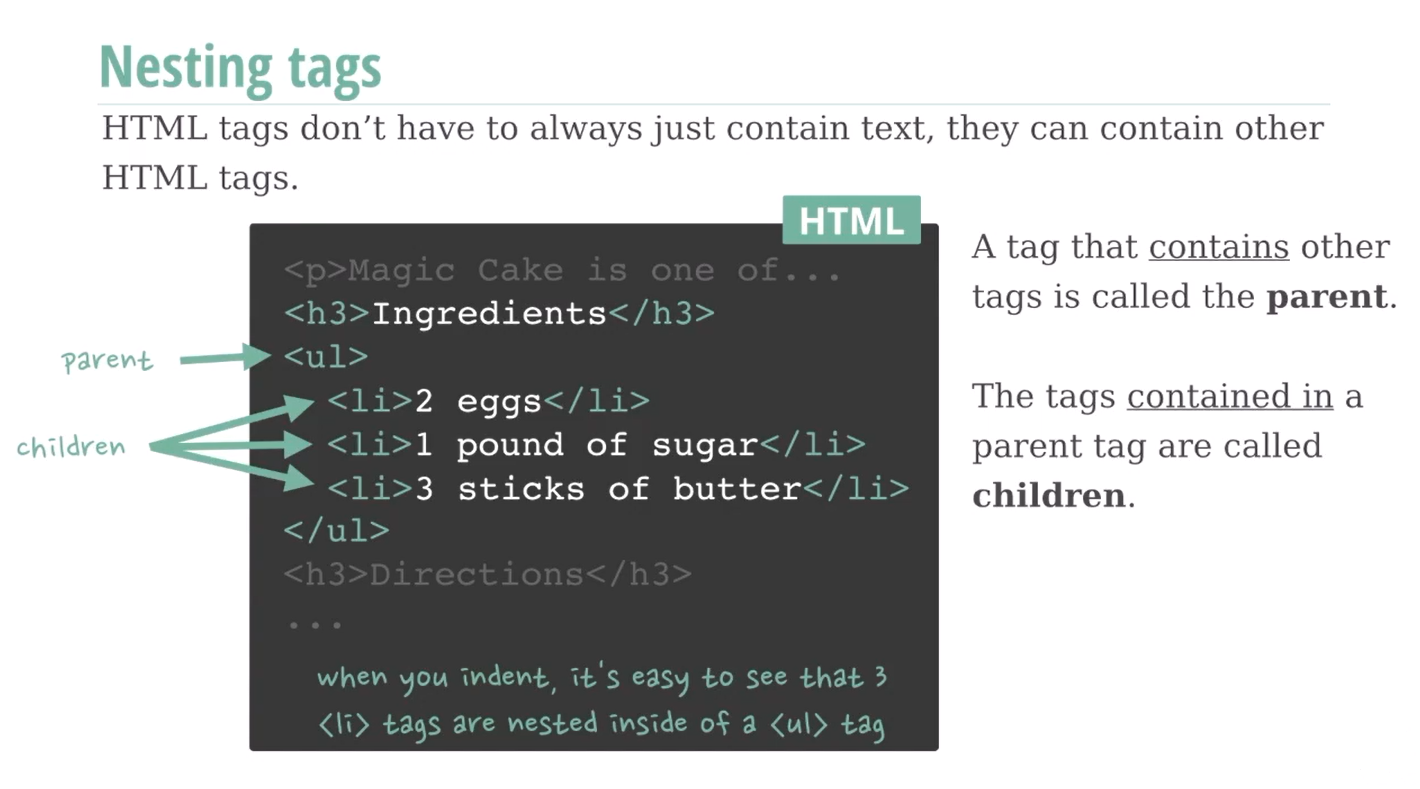 Nesting tags
HTML tags don’t have to always just contain text, they can contain other
HTML tags.
HTML
<p>Magic Cake is one of...
<h3>Ingredients</h3>
<ul>
<li>2 eggs</li>
<li>1 pound of sugar</li>
<li>3 sticks of butter</li>
</ul>
<h3>Directions</h3>
...
when you indent, it's easy to see that 3
<li> tags are nested inside of a <ul> tag
parent
children
A tag that contains other
tags is called the parent.
The tags contained in a
parent tag are called
children.